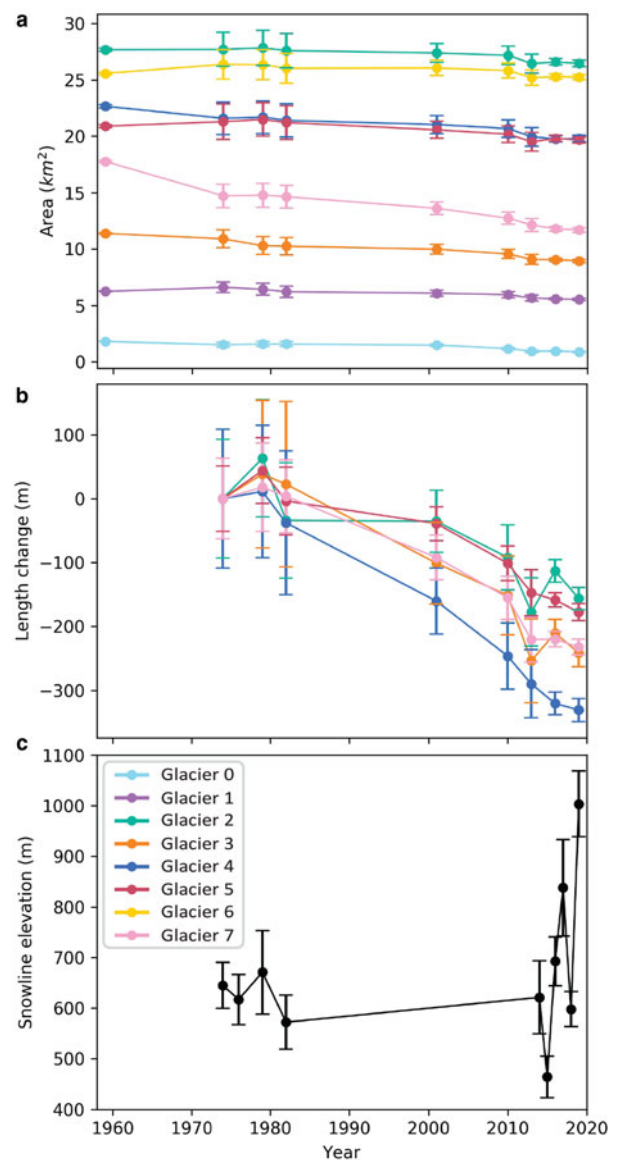 a
30
25
20
15
10
5
0
Area (km²)
b
100
0
−100
−200
−300
Length change (m)
c
1100
1000
900
800
700
600
500
400
Snowline elevation (m)
Glacier 0
Glacier 1
Glacier 2
Glacier 3
Glacier 4
Glacier 5
Glacier 6
Glacier 7
1960 1970 1980 1990 2000 2010 2020
Year